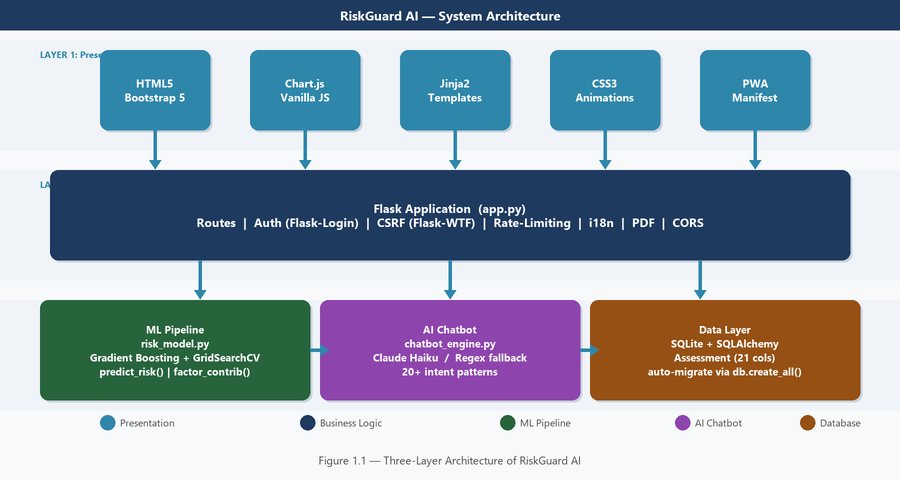 RiskGuard AI — System Architecture
LAYER 1: Prese
HTML5
Bootstrap 5
Chart.js
Vanilla JS
Jinja2
Templates
CSS3
Animations
PWA
Manifest
LA
Flask Application (app.py)
Routes | Auth (Flask-Login) | CSRF (Flask-WTF) | Rate-Limiting | i18n | PDF | CORS
ML Pipeline
risk_model.py
Gradient Boosting + GridSearchCV
predict_risk() | factor_contrib()
AI Chatbot
chatbot_engine.py
Claude Haiku / Regex fallback
20+ intent patterns
Data Layer
SQLite + SQLAlchemy
Assessment (21 cols)
auto-migrate via db.create_all()
Presentation
Business Logic
ML Pipeline
AI Chatbot
Database
Figure 1.1 — Three-Layer Architecture of RiskGuard AI